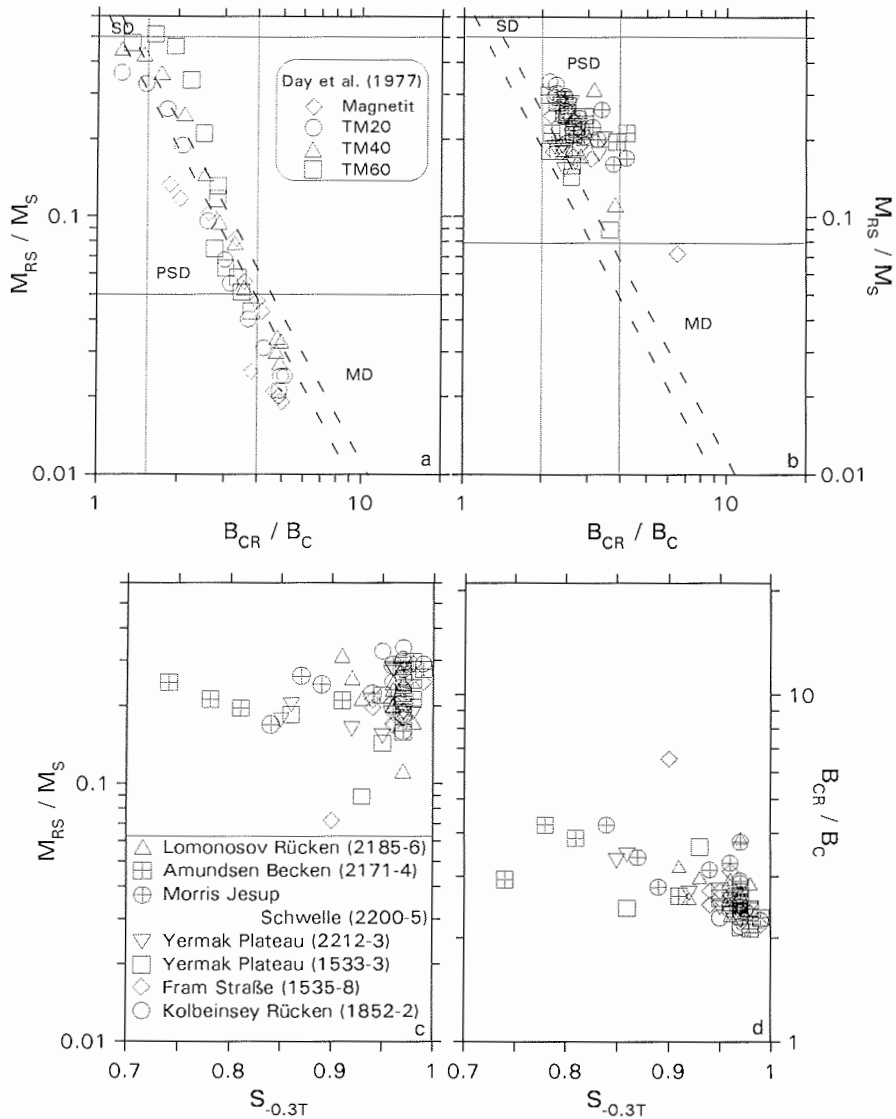 SD
PSD
MD
Day et al. (1977)
Magnetit
TM20
TM40
TM60
M_RS / M_S
0.1
0.01
1
10
B_CR / B_C
a
SD
PSD
MD
0.1
0.01
M_RS / M_S
1
10
B_CR / B_C
b
M_RS / M_S
0.1
0.01
Lomonosov Rücken (2185-6)
Amundsen Becken (2171-4)
Morris Jesup
Schwelle (2200-5)
Yermak Plateau (2212-3)
Yermak Plateau (1533-3)
Fram Straße (1535-8)
Kolbeinsey Rücken (1852-2)
c
0.7
0.8
0.9
1
S_-0.3T
10
1
B_CR / B_C
d
0.7
0.8
0.9
1
S_-0.3T